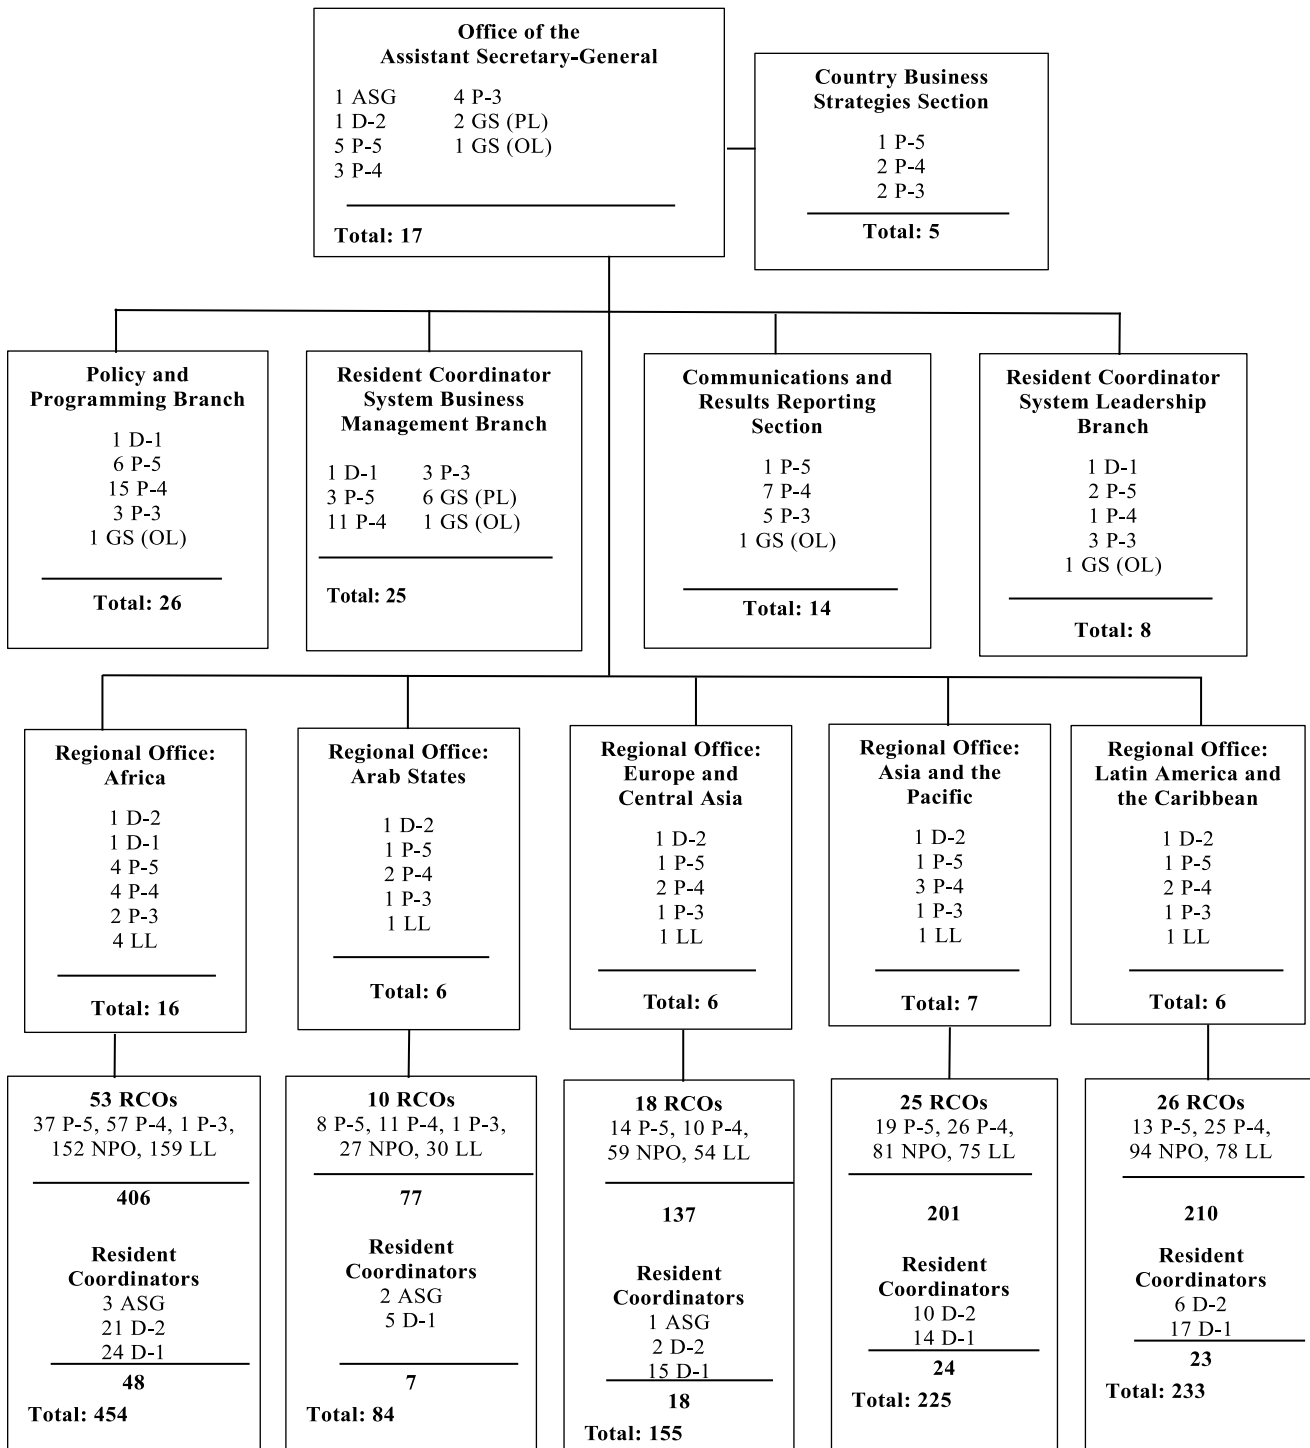 Office of the
Assistant Secretary-General
1 ASG 4 P-3
1 D-2 2 GS (PL)
5 P-5 1 GS (OL)
3 P-4
Total: 17
Country Business
Strategies Section
1 P-5
2 P-4
2 P-3
Total: 5
Policy and
Programming Branch
1 D-1
6 P-5
15 P-4
3 P-3
1 GS (OL)
Total: 26
Resident Coordinator
System Business
Management Branch
1 D-1 3 P-3
3 P-5 6 GS (PL)
11 P-4 1 GS (OL)
Total: 25
Communications and
Results Reporting
Section
1 P-5
7 P-4
5 P-3
1 GS (OL)
Total: 14
Resident Coordinator
System Leadership
Branch
1 D-1
2 P-5
1 P-4
3 P-3
1 GS (OL)
Total: 8
Regional Office:
Africa
1 D-2
1 D-1
4 P-5
4 P-4
2 P-3
4 LL
Total: 16
Regional Office:
Arab States
1 D-2
1 P-5
2 P-4
1 P-3
1 LL
Total: 6
Regional Office:
Europe and
Central Asia
1 D-2
1 P-5
2 P-4
1 P-3
1 LL
Total: 6
Regional Office:
Asia and the
Pacific
1 D-2
1 P-5
3 P-4
1 P-3
1 LL
Total: 7
Regional Office:
Latin America and
the Caribbean
1 D-2
1 P-5
2 P-4
1 P-3
1 LL
Total: 6
53 RCOs
37 P-5, 57 P-4, 1 P-3,
152 NPO, 159 LL
406
Resident
Coordinators
3 ASG
21 D-2
24 D-1
48
Total: 454
10 RCOs
8 P-5, 11 P-4, 1 P-3,
27 NPO, 30 LL
77
Resident
Coordinators
2 ASG
5 D-1
7
Total: 84
18 RCOs
14 P-5, 10 P-4,
59 NPO, 54 LL
137
Resident
Coordinators
1 ASG
2 D-2
15 D-1
18
Total: 155
25 RCOs
19 P-5, 26 P-4,
81 NPO, 75 LL
201
Resident
Coordinators
10 D-2
14 D-1
24
Total: 225
26 RCOs
13 P-5, 25 P-4,
94 NPO, 78 LL
210
Resident
Coordinators
6 D-2
17 D-1
23
Total: 233